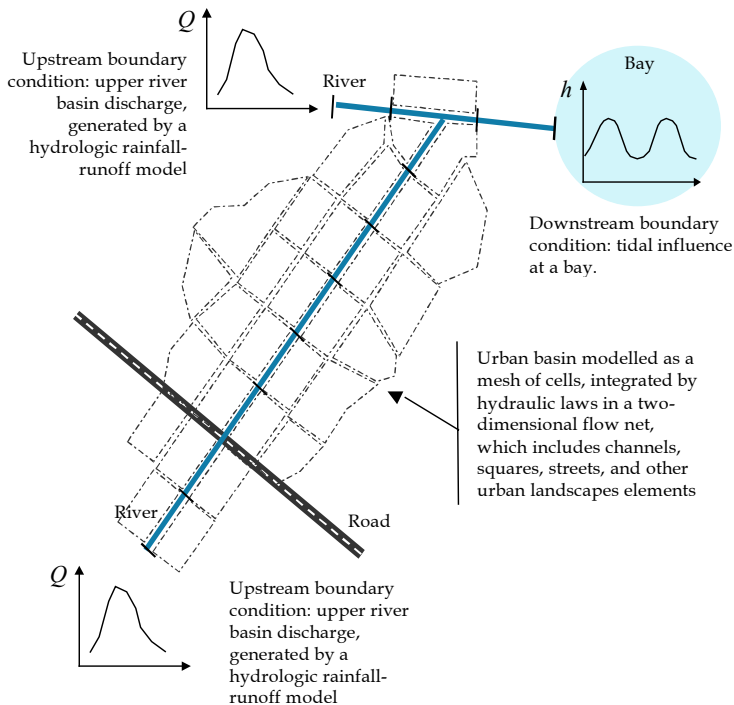 Q
Upstream boundary
condition: upper river
basin discharge,
generated by a
hydrologic rainfall-
runoff model
River
Bay
h
Downstream boundary
condition: tidal influence
at a bay.
Urban basin modelled as a
mesh of cells, integrated by
hydraulic laws in a two-
dimensional flow net,
which includes channels,
squares, streets, and other
urban landscapes elements
River
Road
Q
Upstream boundary
condition: upper river
basin discharge,
generated by a
hydrologic rainfall-
runoff model